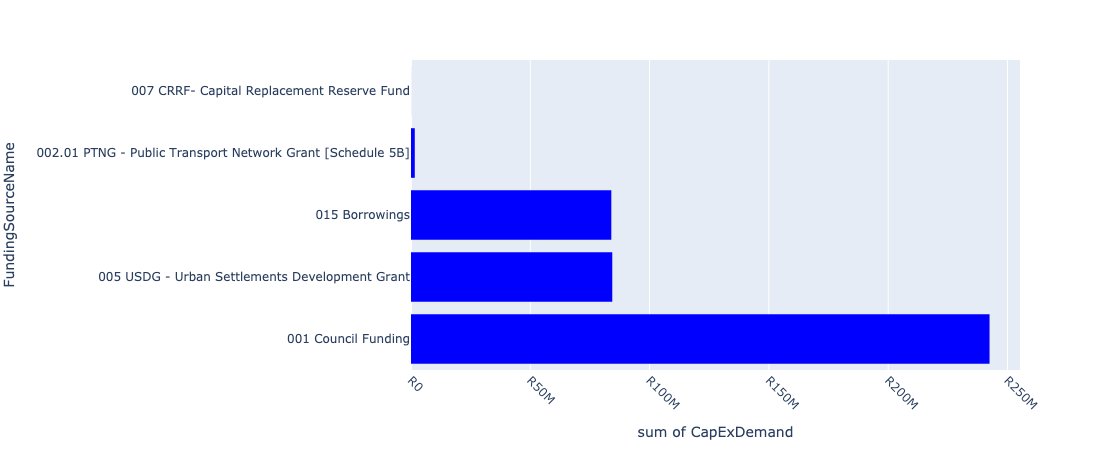 007 CRRF- Capital Replacement Reserve Fund
002.01 PTNG - Public Transport Network Grant [Schedule 5B]
015 Borrowings
005 USDG - Urban Settlements Development Grant
001 Council Funding
FundingSourceName
R0
R50M
R100M
R150M
R200M
R250M
sum of CapExDemand